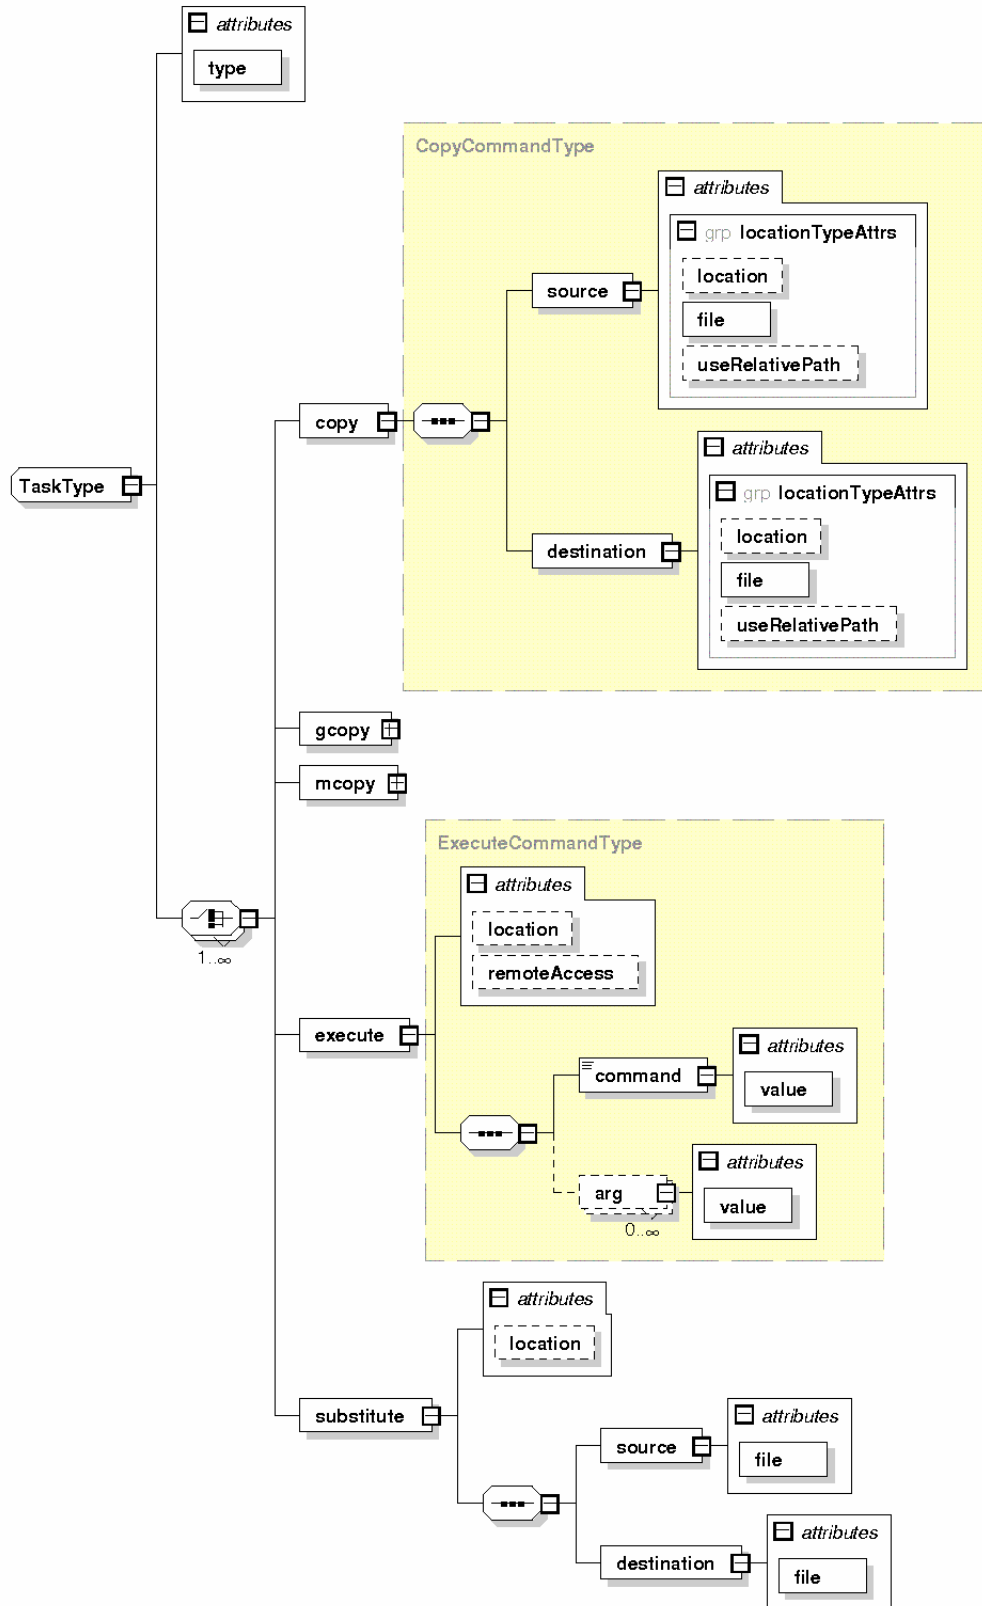 attributes
type
CopyCommandType
attributes
grp locationTypeAttrs
location
file
useRelativePath
source
copy
attributes
grp locationTypeAttrs
location
file
useRelativePath
destination
TaskType
gcopy
mcopy
ExecuteCommandType
attributes
location
remoteAccess
1..∞
execute
attributes
command
value
attributes
arg
value
0..∞
attributes
location
substitute
attributes
source
file
attributes
destination
file